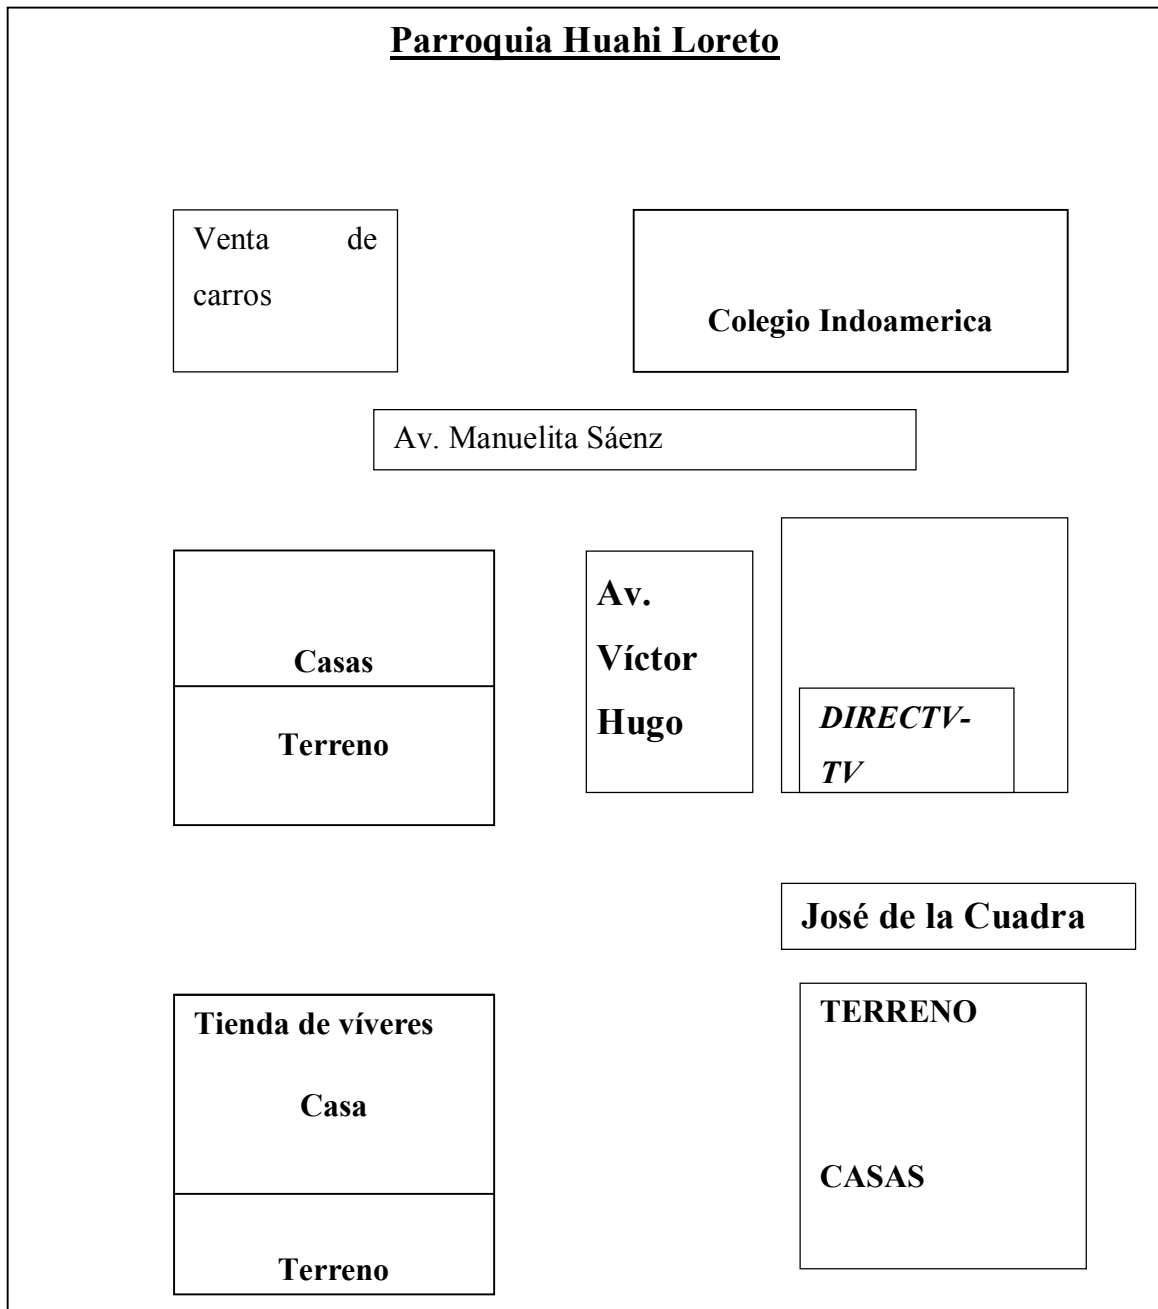 Parroquia Huahi Loreto
Venta de
carros
Colegio Indoamerica
Av. Manuelita Sáenz
Casas
Terreno
Av.
Víctor
Hugo
DIRECTV-
TV
José de la Cuadra
Tienda de víveres
Casa
Terreno
TERRENO
CASAS